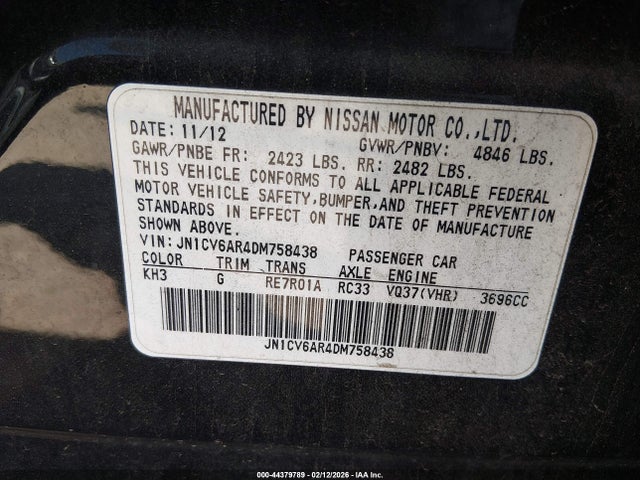 MANUFACTURED BY NISSAN MOTOR CO.,LTD.
DATE: 11/12 GVWR/PNBV: 4846 LBS.
GAWR/PNBE FR: 2423 LBS. RR: 2482 LBS.
THIS VEHICLE CONFORMS TO ALL APPLICABLE FEDERAL
MOTOR VEHICLE SAFETY, BUMPER, AND THEFT PREVENTION
STANDARDS IN EFFECT ON THE DATE OF MANUFACTURE
SHOWN ABOVE.
VIN: JN1CV6AR4DM758438 PASSENGER CAR
COLOR TRIM TRANS AXLE ENGINE
KH3 G RE7R01A RC33 VQ37(VHR) 3696CC
JN1CV6AR4DM758438
000-44379789 - 02/12/2026 - IAA Inc.